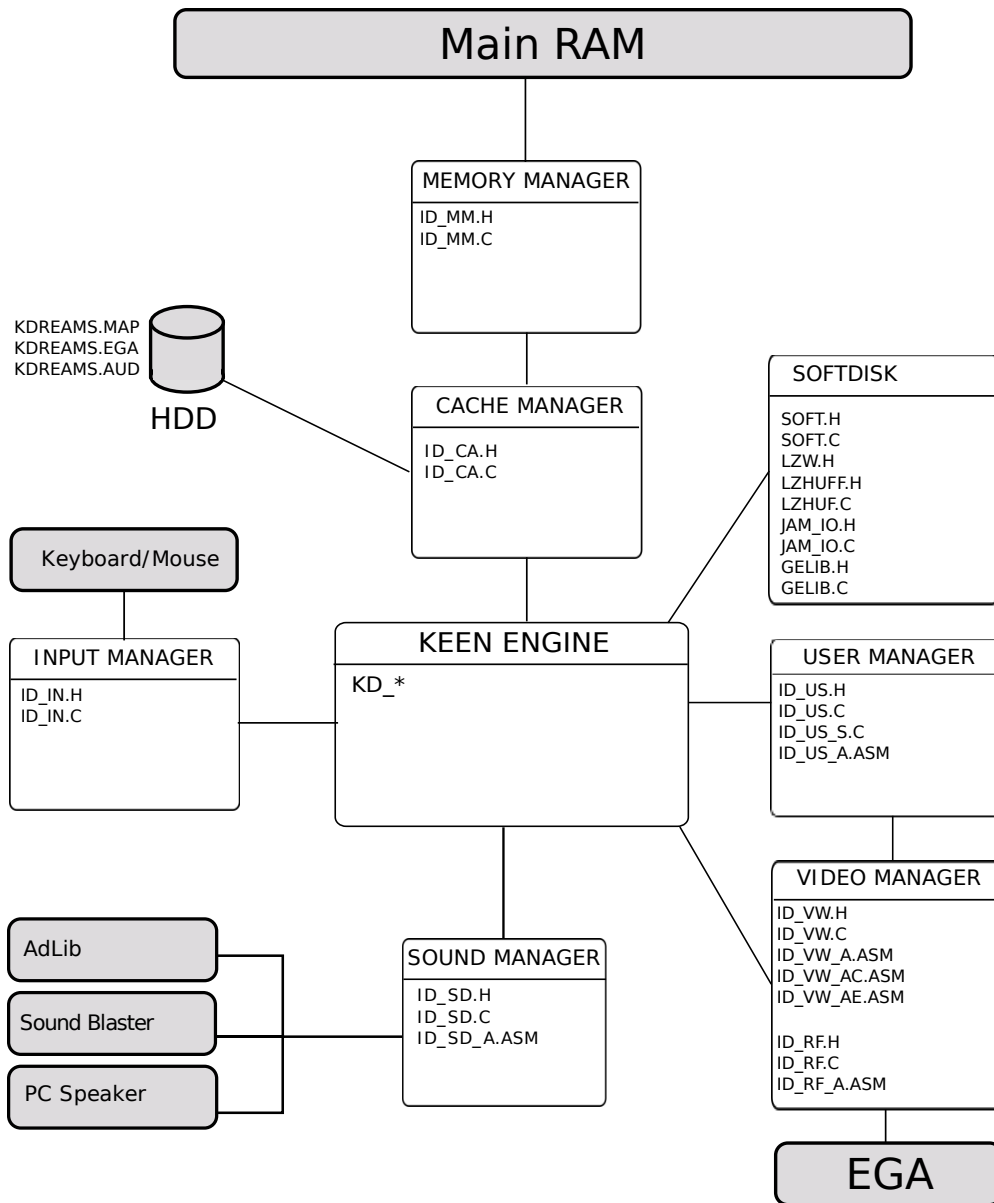 Main RAM
MEMORY MANAGER
ID_MM.H
ID_MM.C
KDREAMS.MAP
KDREAMS.EGA
KDREAMS.AUD
HDD
CACHE MANAGER
ID_CA.H
ID_CA.C
SOFTDISK
SOFT.H
SOFT.C
LZW.H
LZHUFF.H
LZHUF.C
JAM_IO.H
JAM_IO.C
GELIB.H
GELIB.C
Keyboard/Mouse
INPUT MANAGER
ID_IN.H
ID_IN.C
KEEN ENGINE
KD_*
USER MANAGER
ID_US.H
ID_US.C
ID_US_S.C
ID_US_A.ASM
VIDEO MANAGER
ID_VW.H
ID_VW.C
ID_VW_A.ASM
ID_VW_AC.ASM
ID_VW_AE.ASM
ID_RF.H
ID_RF.C
ID_RF_A.ASM
AdLib
Sound Blaster
PC Speaker
SOUND MANAGER
ID_SD.H
ID_SD.C
ID_SD_A.ASM
EGA